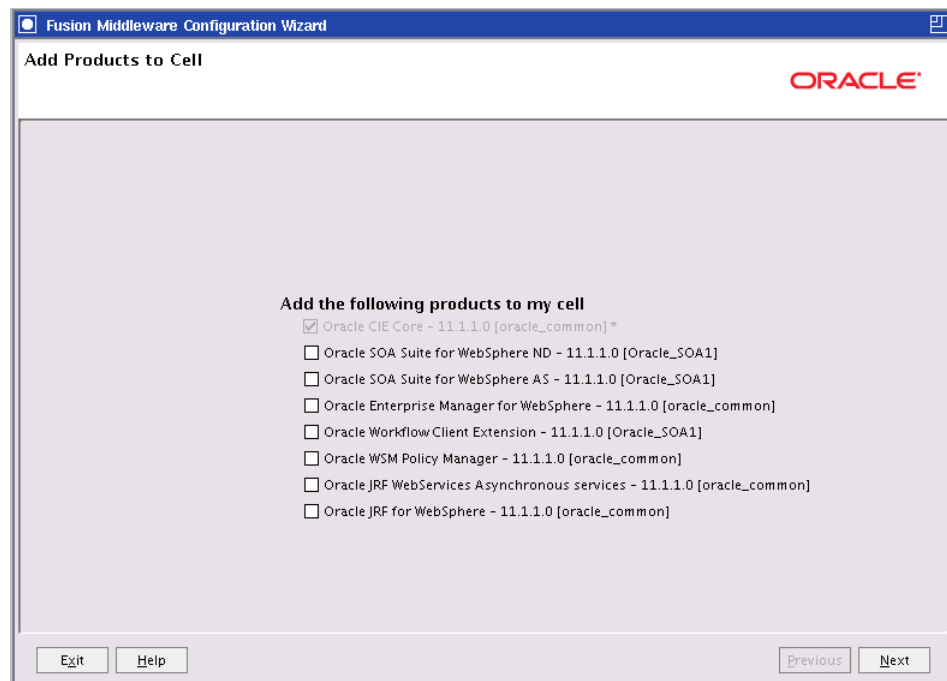 Fusion Middleware Configuration Wizard
Add Products to Cell
ORACLE
Add the following products to my cell
Oracle CIE Core - 11.1.1.0 [oracle_common] *
Oracle SOA Suite for WebSphere ND - 11.1.1.0 [Oracle_SOA1]
Oracle SOA Suite for WebSphere AS - 11.1.1.0 [Oracle_SOA1]
Oracle Enterprise Manager for WebSphere - 11.1.1.0 [oracle_common]
Oracle Workflow Client Extension - 11.1.1.0 [Oracle_SOA1]
Oracle WSM Policy Manager - 11.1.1.0 [oracle_common]
Oracle JRF WebServices Asynchronous services - 11.1.1.0 [oracle_common]
Oracle JRF for WebSphere - 11.1.1.0 [oracle_common]
Exit Help Previous Next